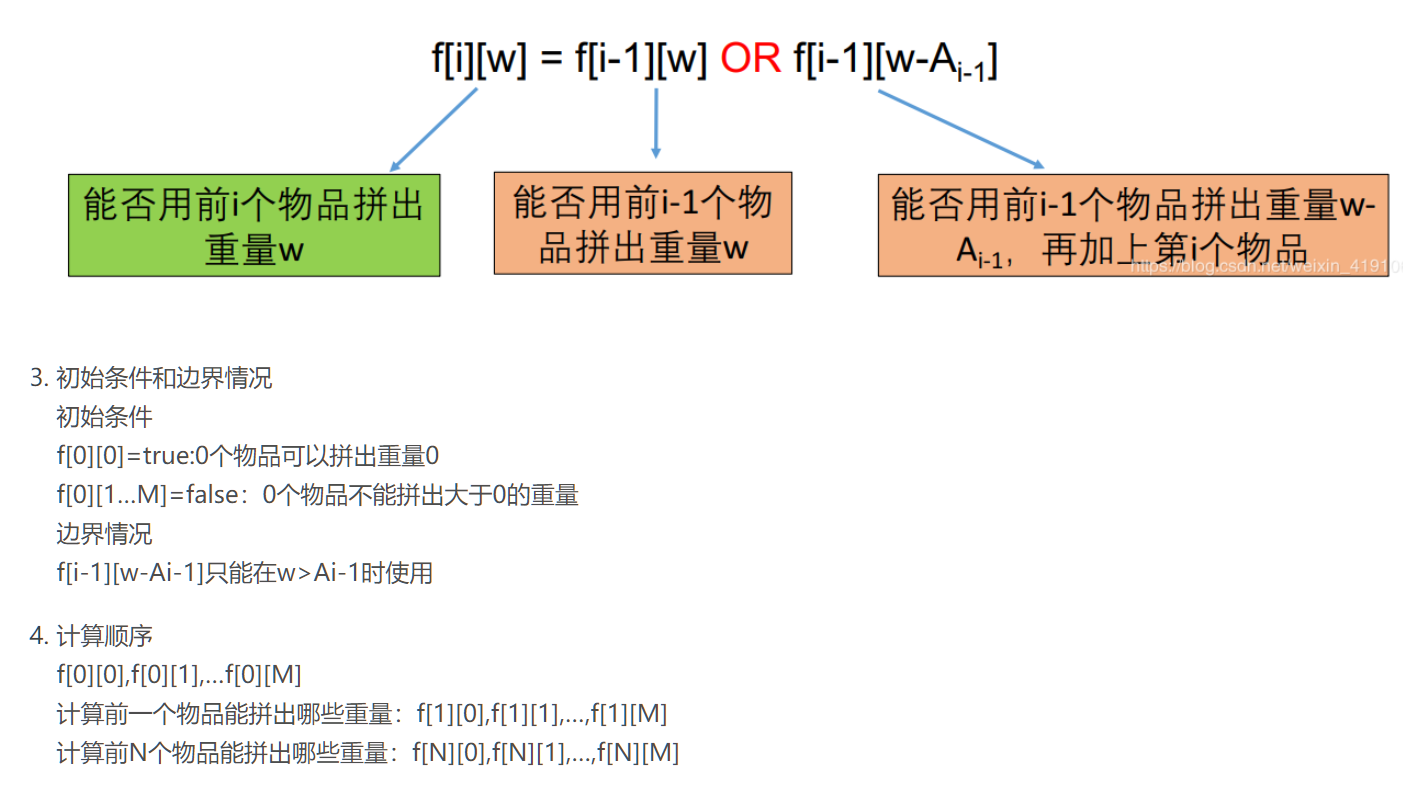 f[i][w] = f[i-1][w] OR f[i-1][w-Ai-1]
能否用前i个物品拼出
重量w
能否用前i-1个物
品拼出重量w
能否用前i-1个物品拼出重量w-
Ai-1，再加上第i个物品
https://blog.csdn.net/weixin_41910
3. 初始条件和边界情况
初始条件
f[0][0]=true:0个物品可以拼出重量0
f[0][1...M]=false：0个物品不能拼出大于0的重量
边界情况
f[i-1][w-Ai-1]只能在w>Ai-1时使用
4. 计算顺序
f[0][0],f[0][1],...f[0][M]
计算前一个物品能拼出哪些重量：f[1][0],f[1][1],...,f[1][M]
计算前N个物品能拼出哪些重量：f[N][0],f[N][1],...,f[N][M]